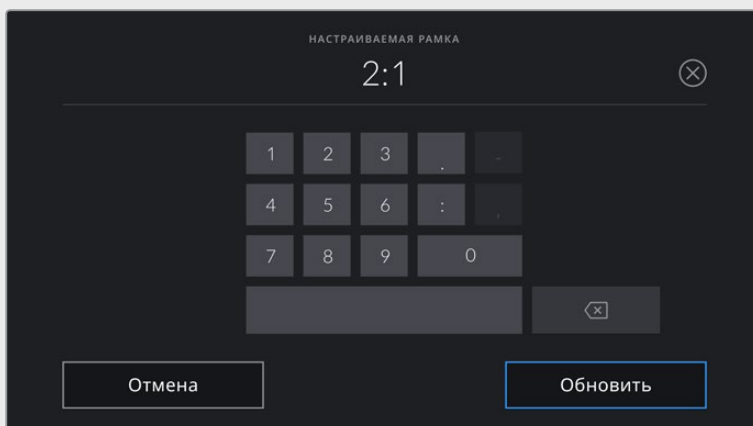 НАСТРАИВАЕМАЯ РАМКА
2:1
1 2 3 . -
4 5 6 : ,
7 8 9 0
Отмена Обновить